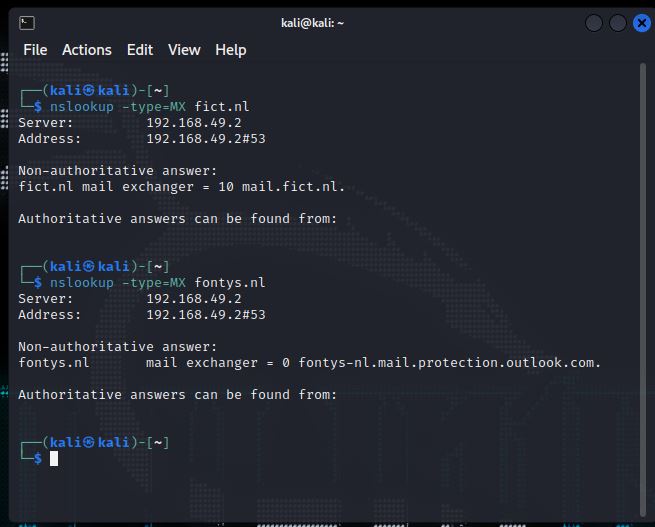 kali@kali: ~
File Actions Edit View Help
┌──(kali㉿kali)-[~]
└─$ nslookup -type=MX fict.nl
Server:         192.168.49.2
Address:        192.168.49.2#53
Non-authoritative answer:
fict.nl mail exchanger = 10 mail.fict.nl.
Authoritative answers can be found from:
┌──(kali㉿kali)-[~]
└─$ nslookup -type=MX fontys.nl
Server:         192.168.49.2
Address:        192.168.49.2#53
Non-authoritative answer:
fontys.nl       mail exchanger = 0 fontys-nl.mail.protection.outlook.com.
Authoritative answers can be found from:
┌──(kali㉿kali)-[~]
└─$